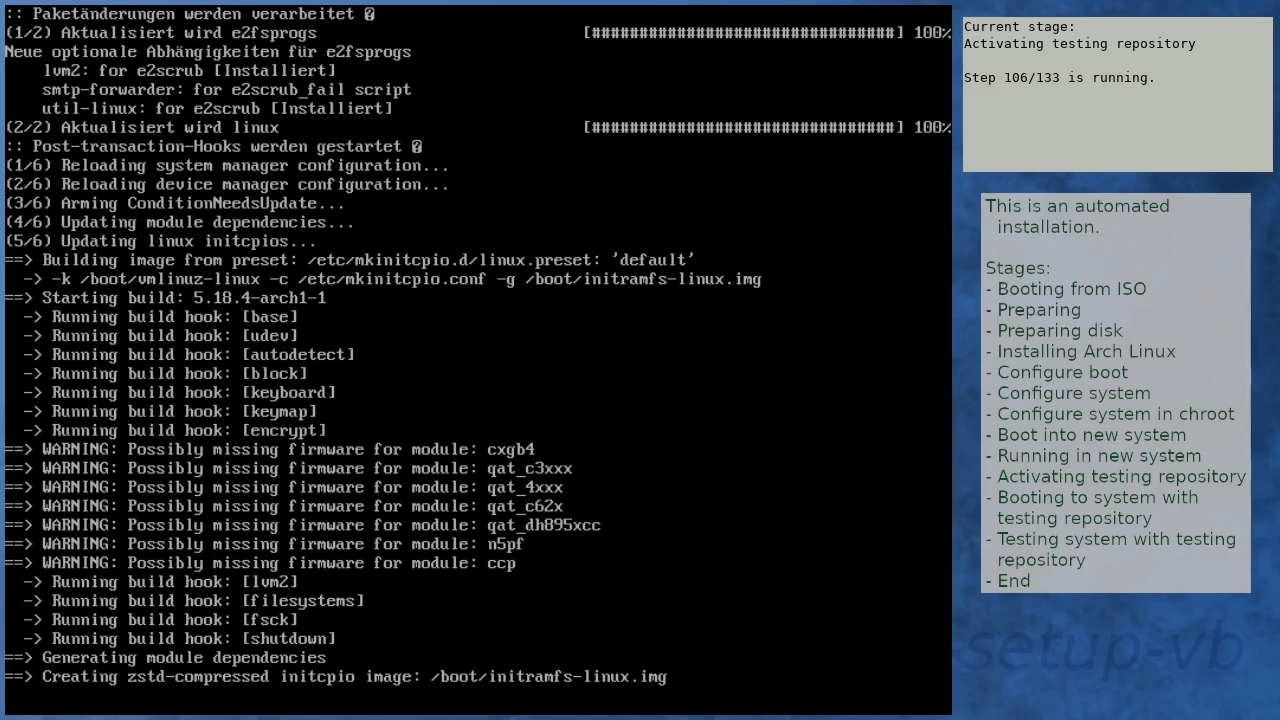 :: Paketänderungen werden verarbeitet �
(1/2) Aktualisiert wird e2fsprogs [################################] 100%
Neue optionale Abhängigkeiten für e2fsprogs
lvm2: for e2scrub [Installiert]
smtp-forwarder: for e2scrub_fail script
util-linux: for e2scrub [Installiert]
(2/2) Aktualisiert wird linux [################################] 100%
:: Post-transaction-Hooks werden gestartet �
(1/6) Reloading system manager configuration...
(2/6) Reloading device manager configuration...
(3/6) Arming ConditionNeedsUpdate...
(4/6) Updating module dependencies...
(5/6) Updating linux initcpios...
==> Building image from preset: /etc/mkinitcpio.d/linux.preset: 'default'
-> -k /boot/vmlinuz-linux -c /etc/mkinitcpio.conf -g /boot/initramfs-linux.img
==> Starting build: 5.18.4-arch1-1
-> Running build hook: [base]
-> Running build hook: [udev]
-> Running build hook: [autodetect]
-> Running build hook: [block]
-> Running build hook: [keyboard]
-> Running build hook: [keymap]
-> Running build hook: [encrypt]
==> WARNING: Possibly missing firmware for module: cxgb4
==> WARNING: Possibly missing firmware for module: qat_c3xxx
==> WARNING: Possibly missing firmware for module: qat_4xxx
==> WARNING: Possibly missing firmware for module: qat_c62x
==> WARNING: Possibly missing firmware for module: qat_dh895xcc
==> WARNING: Possibly missing firmware for module: n5pf
==> WARNING: Possibly missing firmware for module: ccp
-> Running build hook: [lvm2]
-> Running build hook: [filesystems]
-> Running build hook: [fsck]
-> Running build hook: [shutdown]
==> Generating module dependencies
==> Creating zstd-compressed initcpio image: /boot/initramfs-linux.img
Current stage:
Activating testing repository
Step 106/133 is running.
This is an automated
installation.
Stages:
- Booting from ISO
- Preparing
- Preparing disk
- Installing Arch Linux
- Configure boot
- Configure system
- Configure system in chroot
- Boot into new system
- Running in new system
- Activating testing repository
- Booting to system with
testing repository
- Testing system with testing
repository
- End
setup-vb